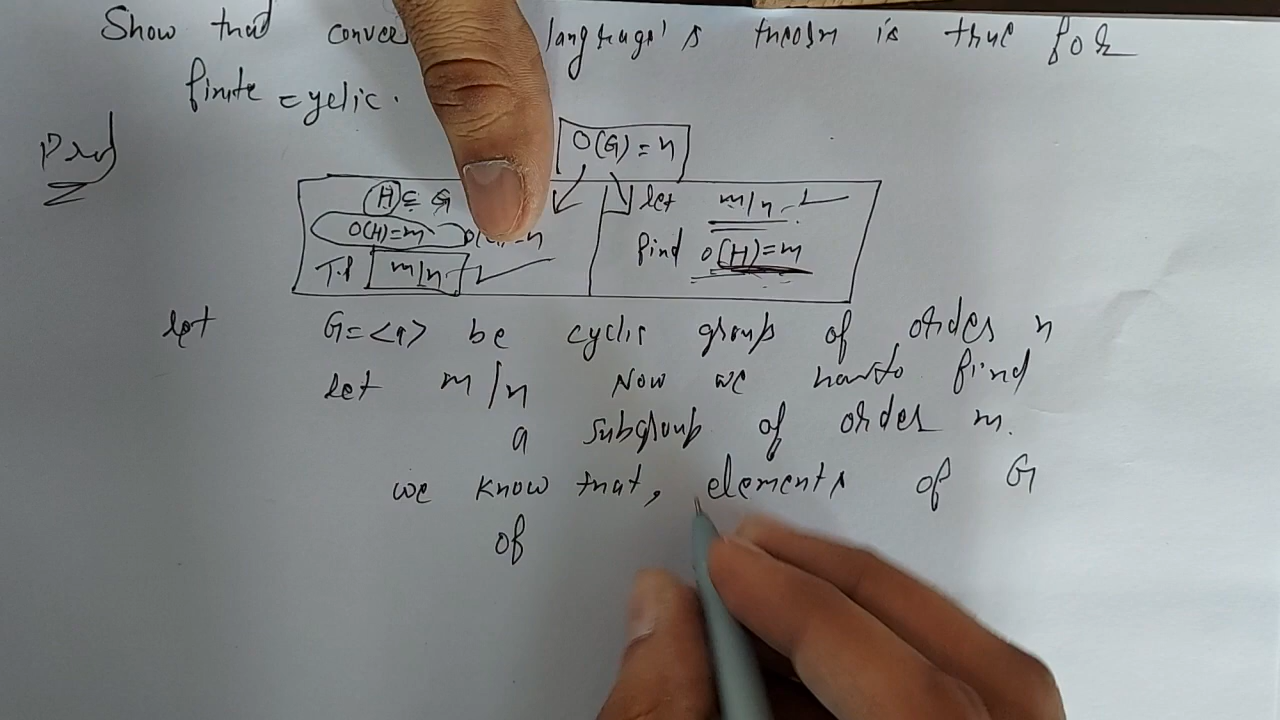 Show that conver langrage's theorm is true for
finite cyclic.
Proof
O(G) = n
H ⊆ G
O(H)=m
T.P m/n
let m/n
find o(H)=m
let G=<a> be cyclic group of order n
let m/n Now we have to find
a subgroup of order m.
we know that, elements of G
of